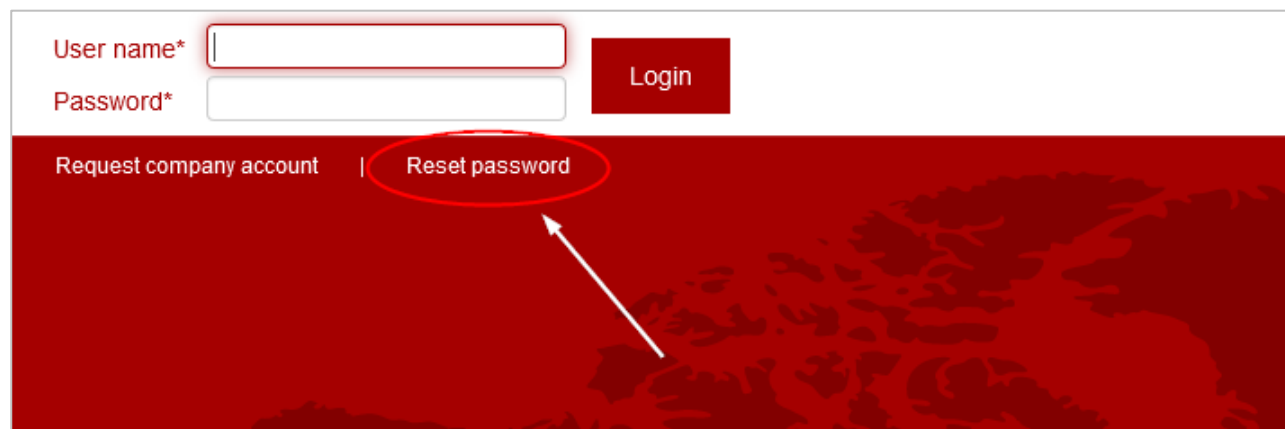 User name*
Login
Password*
Request company account | Reset password